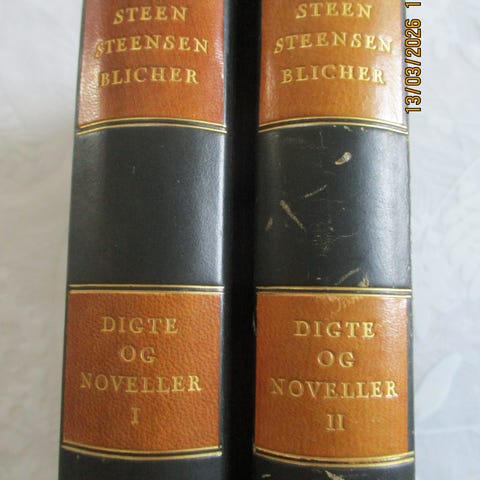 STEEN
STEENSEN
BLICHER
DIGTE
OG
NOVELLER
I
STEEN
STEENSEN
BLICHER
DIGTE
OG
NOVELLER
II
13/03/2026